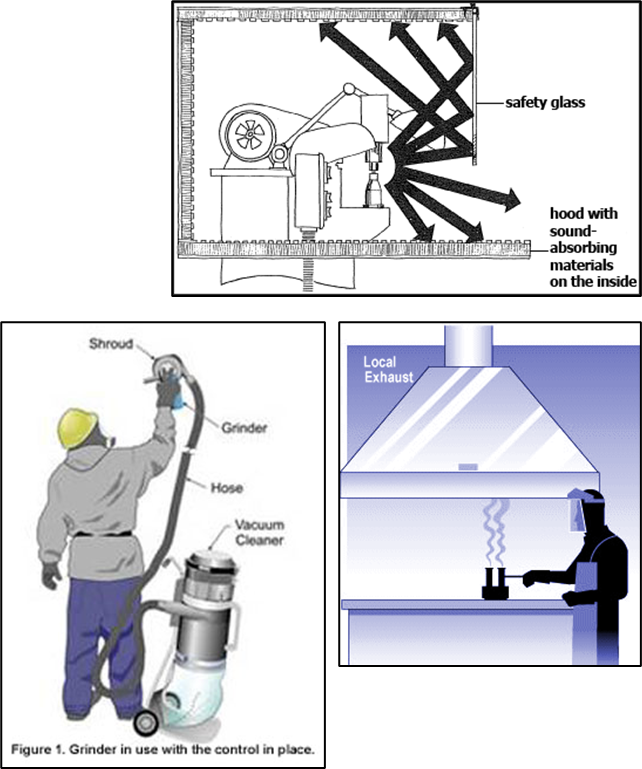 safety glass
hood with
sound-
absorbing
materials
on the inside
Shroud
Grinder
Hose
Vacuum
Cleaner
Figure 1. Grinder in use with the control in place.
Local
Exhaust